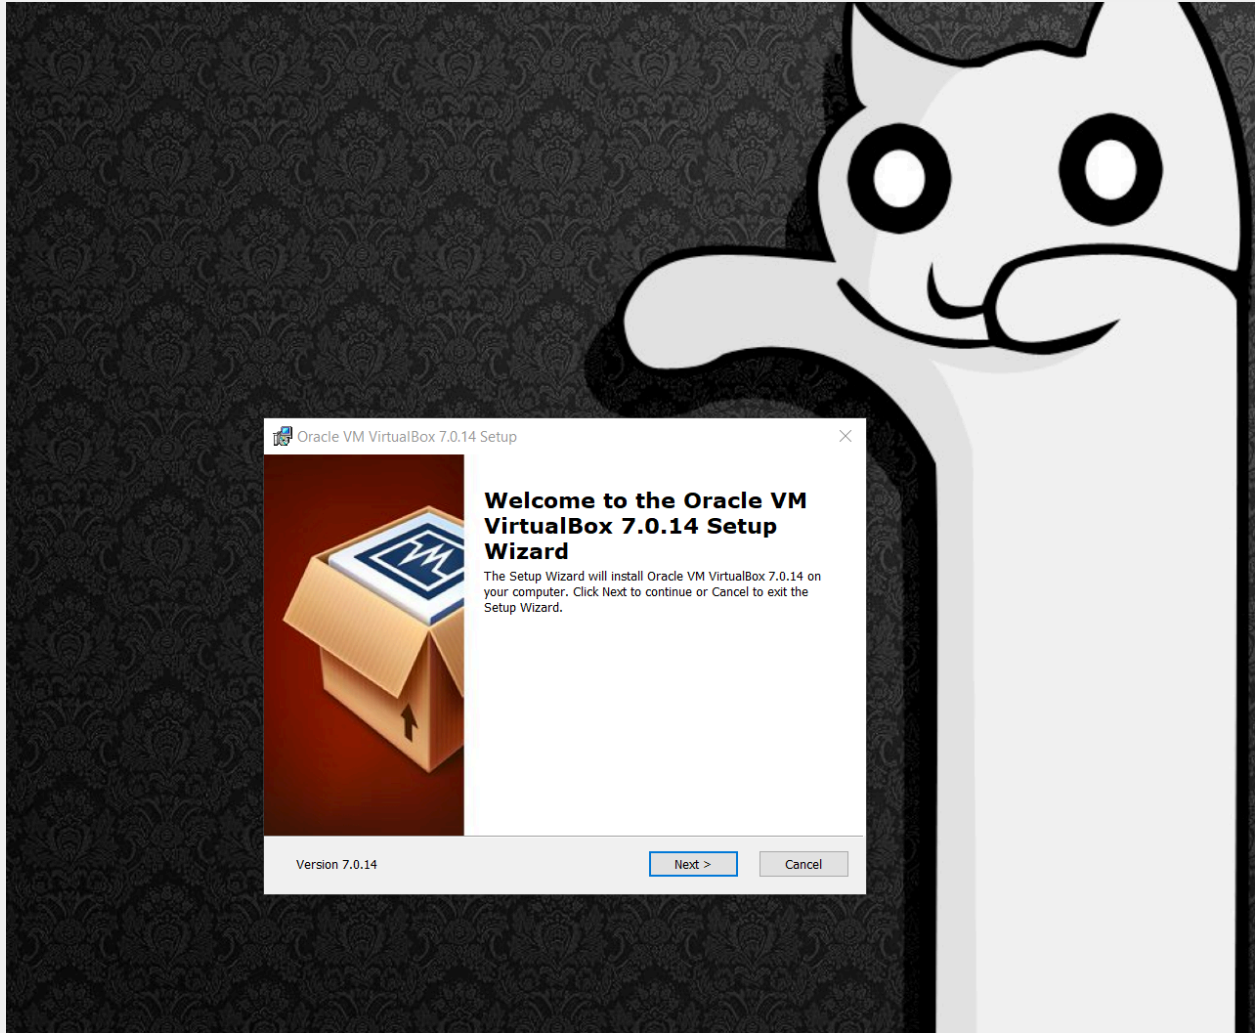 Oracle VM VirtualBox 7.0.14 Setup
Welcome to the Oracle VM
VirtualBox 7.0.14 Setup
Wizard
The Setup Wizard will install Oracle VM VirtualBox 7.0.14 on
your computer. Click Next to continue or Cancel to exit the
Setup Wizard.
Version 7.0.14
Next >
Cancel